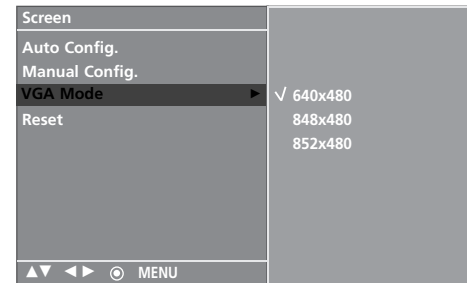 Screen
Auto Config.
Manual Config.
VGA Mode ►
√ 640x480
848x480
Reset
852x480
▲▼ ◄► ⦿ MENU